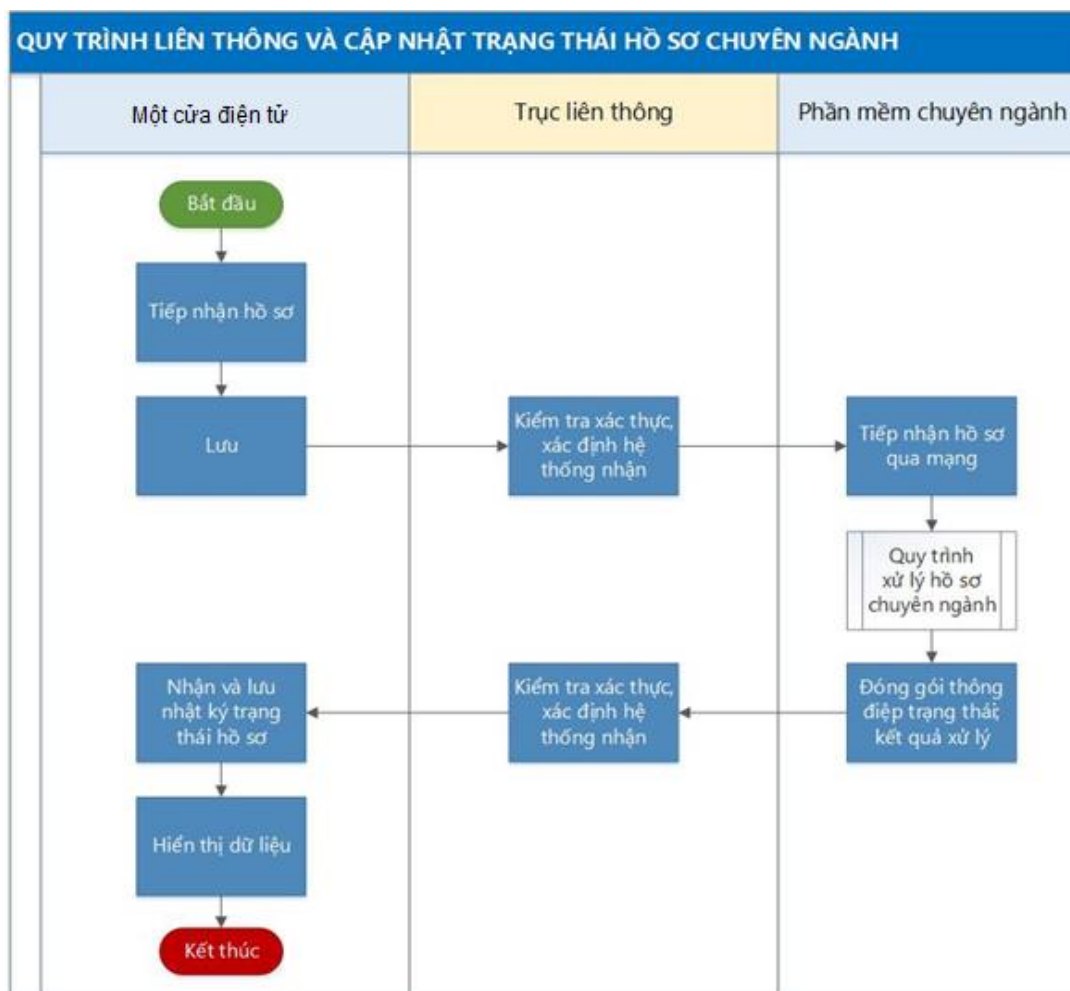 QUY TRÌNH LIÊN THÔNG VÀ CẬP NHẬT TRẠNG THÁI HỒ SƠ CHUYÊN NGÀNH
Một cửa điện tử
Trục liên thông
Phần mềm chuyên ngành
Bắt đầu
Tiếp nhận hồ sơ
Lưu
Kiểm tra xác thực,
xác định hệ
thống nhận
Tiếp nhận hồ sơ
qua mạng
Quy trình
xử lý hồ sơ
chuyên ngành
Đóng gói thông
điệp trạng thái;
kết quả xử lý
Kiểm tra xác thực,
xác định hệ
thống nhận
Nhận và lưu
nhật ký trạng
thái hồ sơ
Hiển thị dữ liệu
Kết thúc